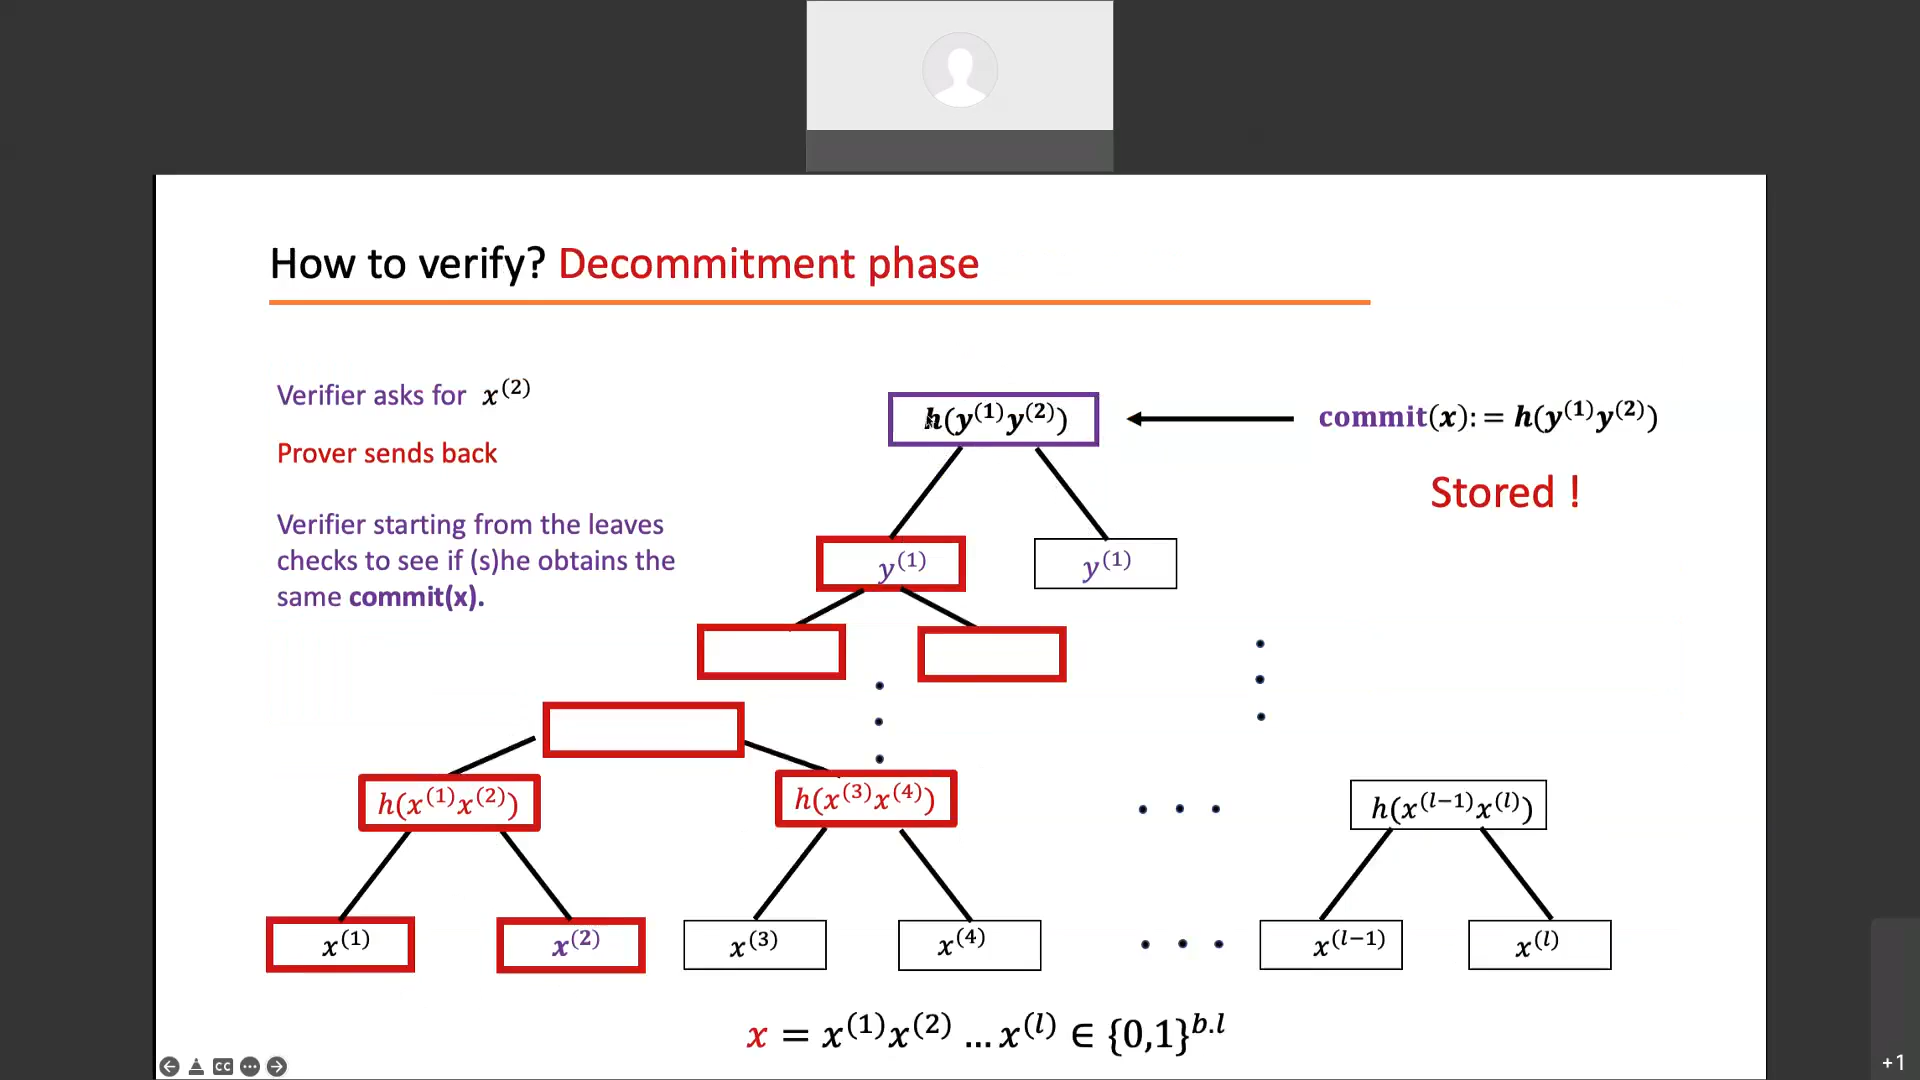 How to verify? Decommitment phase
Verifier asks for x^(2)
Prover sends back
Verifier starting from the leaves
checks to see if (s)he obtains the
same commit(x).
h(y^(1)y^(2))
commit(x):= h(y^(1)y^(2))
Stored !
y^(1)
y^(1)
h(x^(1)x^(2))
h(x^(3)x^(4))
h(x^(l−1)x^(l))
x^(1)
x^(2)
x^(3)
x^(4)
x^(l−1)
x^(l)
x = x^(1)x^(2) ... x^(l) ∈ {0,1}^b.l
CC
+1